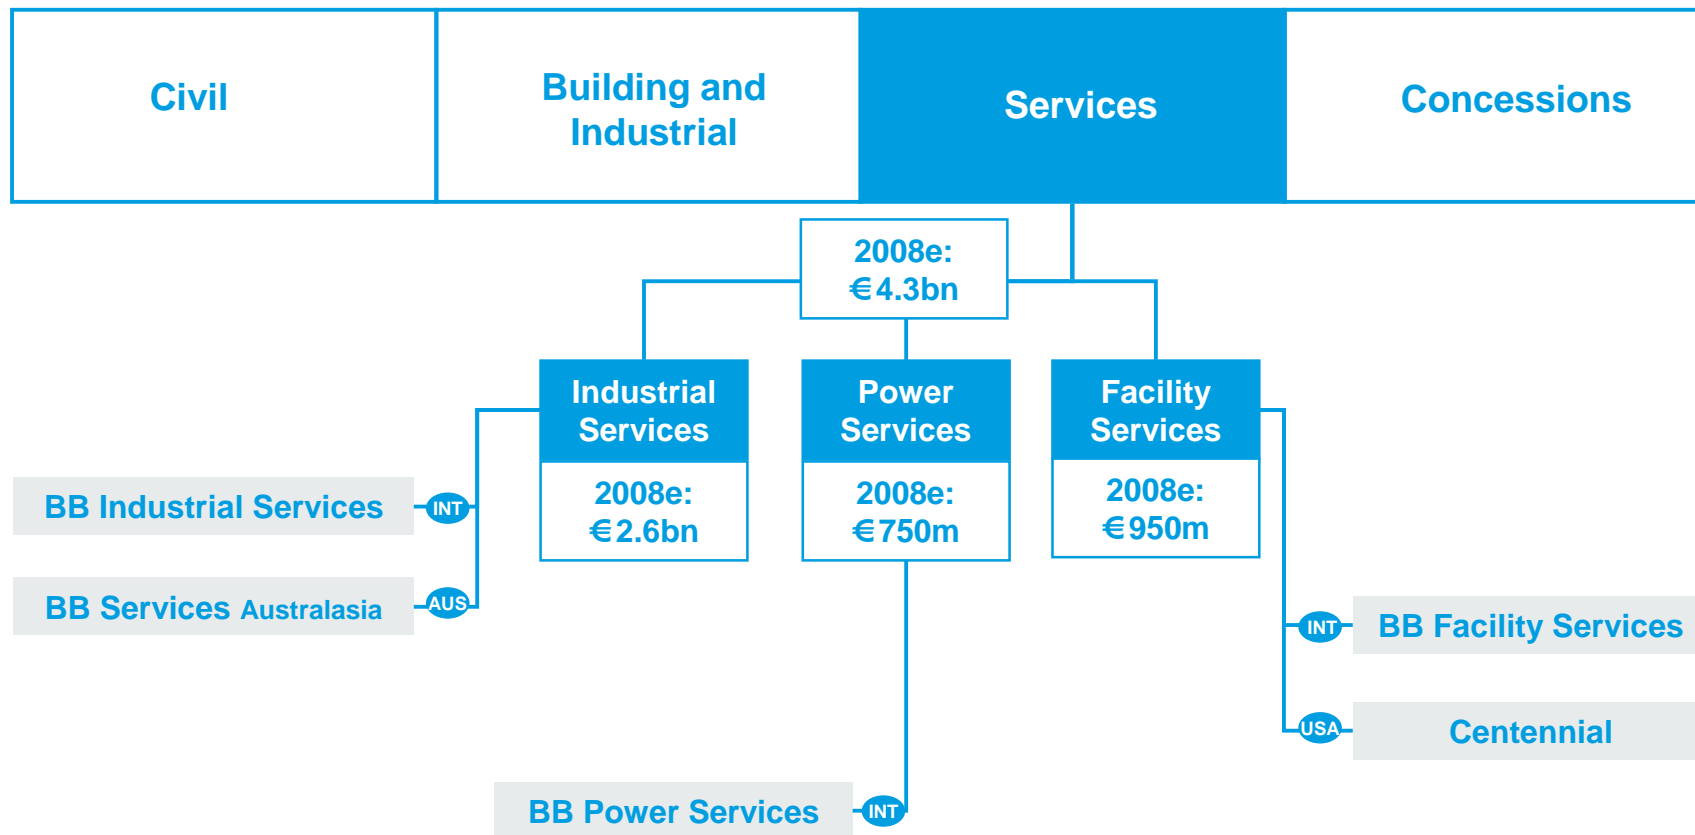 Civil
Building and
Industrial
Services
Concessions
2008e:
€4.3bn
Industrial
Services
2008e:
€2.6bn
Power
Services
2008e:
€750m
Facility
Services
2008e:
€950m
BB Industrial Services
INT
BB Services Australasia
AUS
INT
BB Facility Services
USA
Centennial
BB Power Services
INT